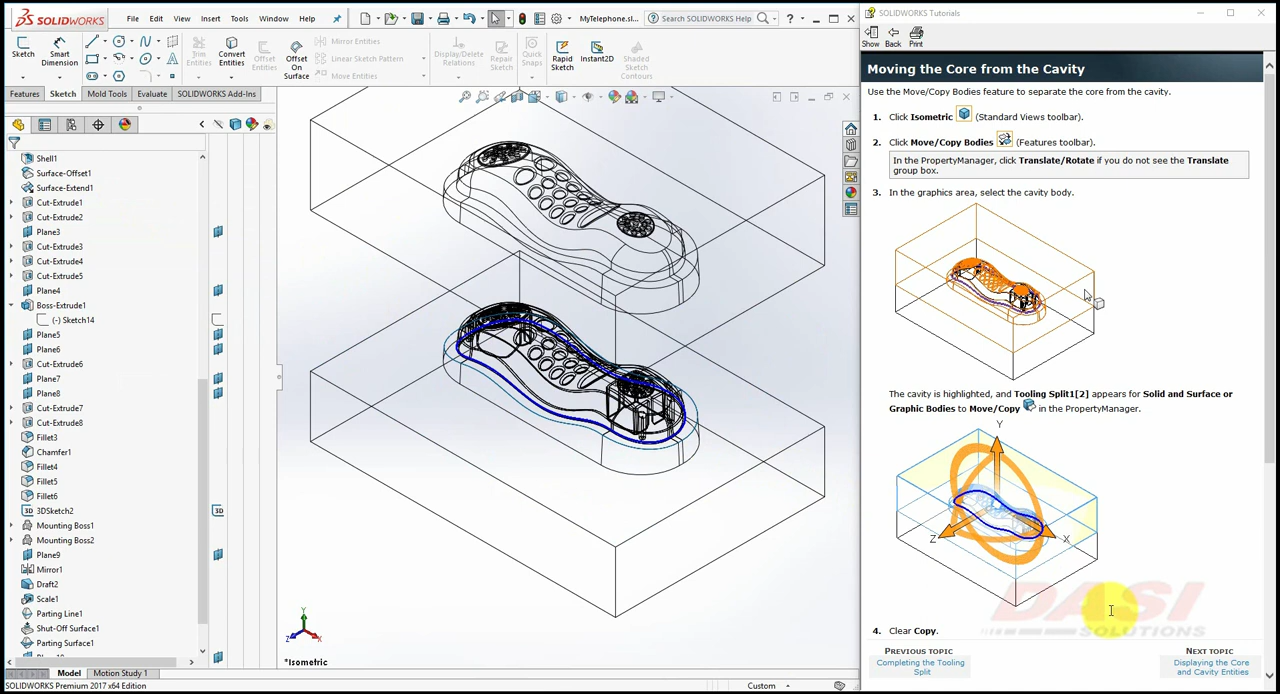 SOLIDWORKS
File Edit View Insert Tools Window Help
MyTelephone.sl...
Search SOLIDWORKS Help
SOLIDWORKS Tutorials
Show Back Print
Sketch
Smart Dimension
Trim Entities
Convert Entities
Offset Entities
Offset On Surface
Mirror Entities
Linear Sketch Pattern
Move Entities
Display/Delete Relations
Repair Sketch
Quick Snaps
Rapid Sketch
Instant2D
Shaded Sketch Contours
Features Sketch Mold Tools Evaluate SOLIDWORKS Add-Ins
Shell1
Surface-Offset1
Surface-Extend1
Cut-Extrude1
Cut-Extrude2
Plane3
Cut-Extrude3
Cut-Extrude4
Cut-Extrude5
Plane4
Boss-Extrude1
(-) Sketch14
Plane5
Plane6
Cut-Extrude6
Plane7
Plane8
Cut-Extrude7
Cut-Extrude8
Fillet3
Chamfer1
Fillet4
Fillet5
Fillet6
3D 3DSketch2 3D
Mounting Boss1
Mounting Boss2
Plane9
Mirror1
Draft2
Scale1
Parting Line1
Shut-Off Surface1
Parting Surface1
Y
Z
X
*Isometric
Model Motion Study 1
SOLIDWORKS Premium 2017 x64 Edition
Custom
Moving the Core from the Cavity
Use the Move/Copy Bodies feature to separate the core from the cavity.
1. Click Isometric (Standard Views toolbar).
2. Click Move/Copy Bodies (Features toolbar).
In the PropertyManager, click Translate/Rotate if you do not see the Translate
group box.
3. In the graphics area, select the cavity body.
The cavity is highlighted, and Tooling Split1[2] appears for Solid and Surface or
Graphic Bodies to Move/Copy in the PropertyManager.
Y
Z
X
DASI
SOLUTIONS
4. Clear Copy.
PREVIOUS TOPIC
Completing the Tooling
Split
NEXT TOPIC
Displaying the Core
and Cavity Entities